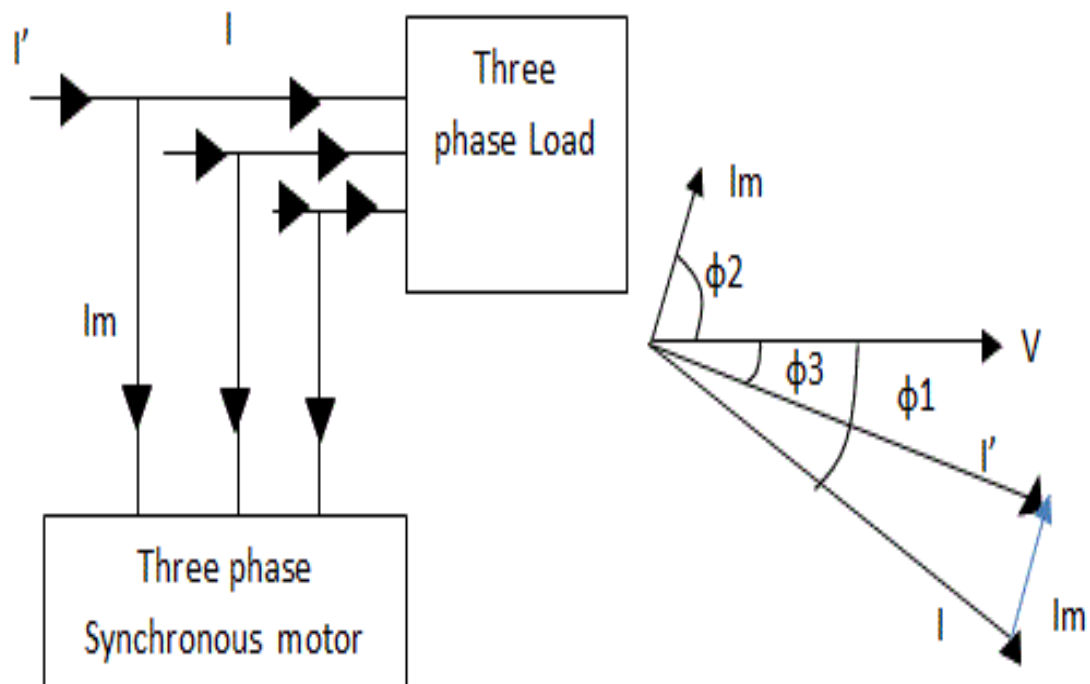 I’
I
Three
phase Load
Im
Three phase
Synchronous motor
Im
ϕ2
V
ϕ3
ϕ1
I’
I
Im